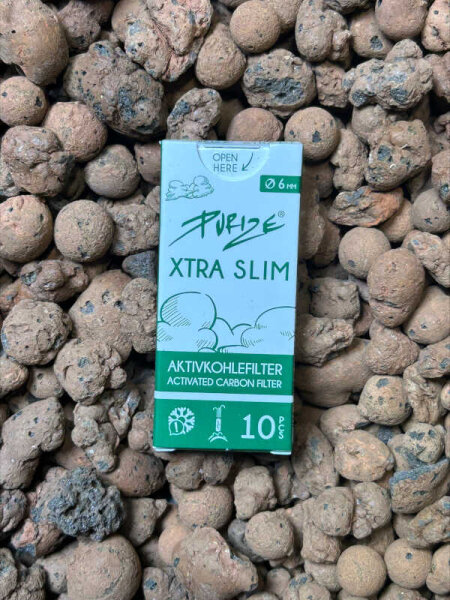 OPEN
HERE
Ø 6 MM
PURIZE®
XTRA SLIM
AKTIVKOHLEFILTER
ACTIVATED CARBON FILTER
10 PCS